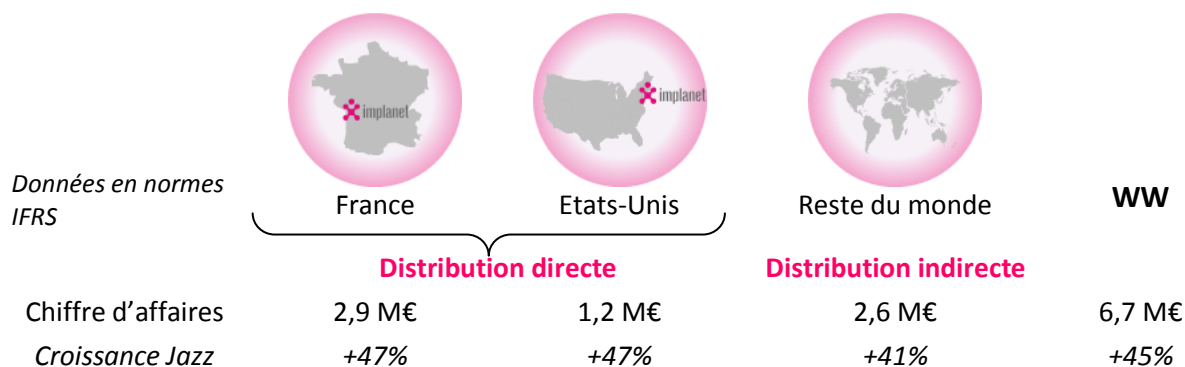 implanet
implanet
Données en normes
IFRS
France
Etats-Unis
Reste du monde
WW
Distribution directe
Distribution indirecte
Chiffre d’affaires
2,9 M€
1,2 M€
2,6 M€
6,7 M€
Croissance Jazz
+47%
+47%
+41%
+45%